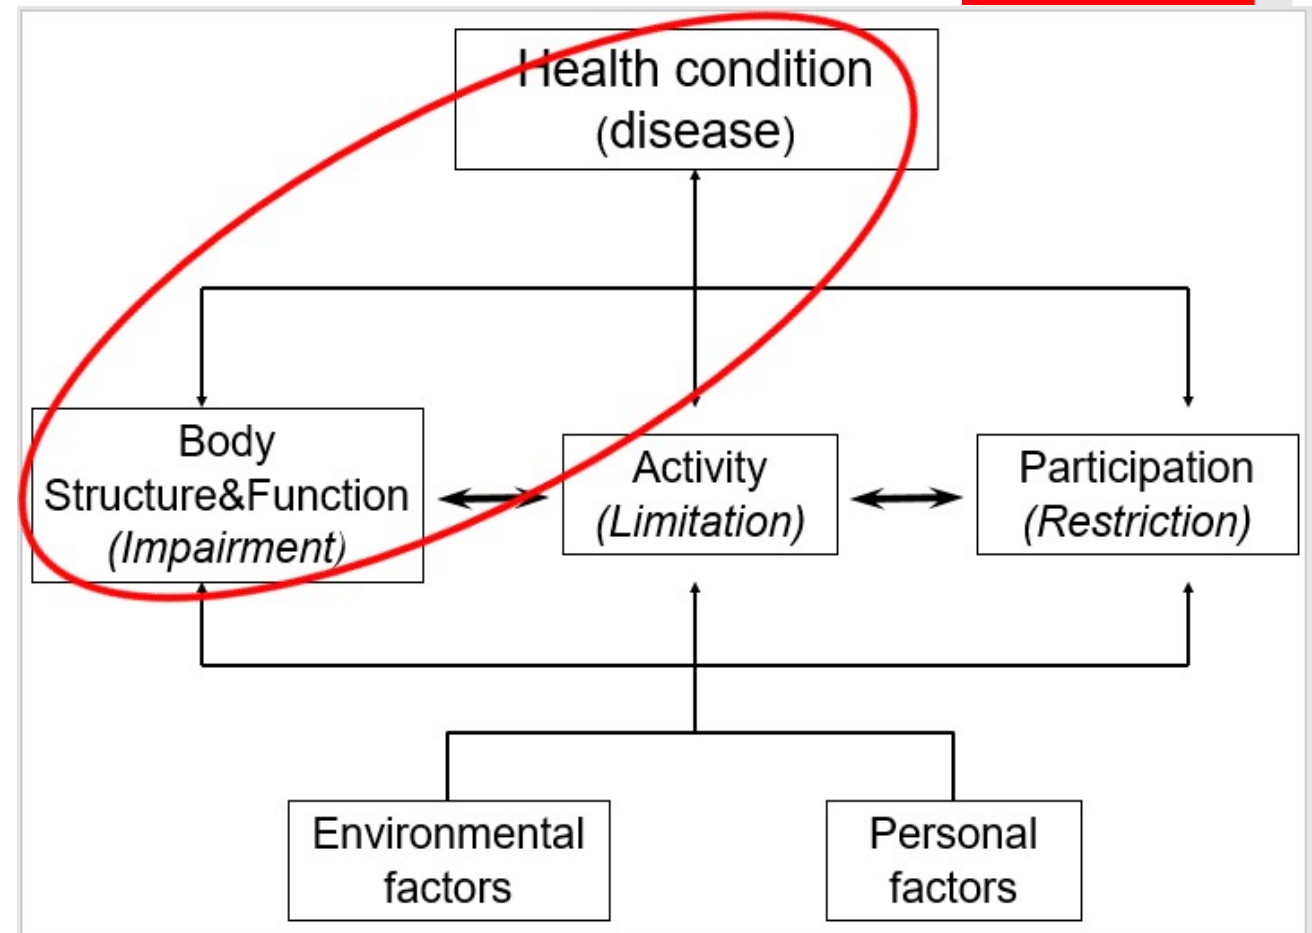 Health condition
(disease)
Body
Structure&Function
(Impairment)
Activity
(Limitation)
Participation
(Restriction)
Environmental
factors
Personal
factors